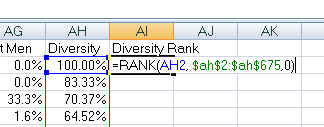 AG AH AI AJ AK
t Men Diversity Diversity Rank
0.0% 100.00% =RANK(AH2, $ah$2:$ah$675,0)
0.0% 83.33%
33.3% 70.37%
1.6% 64.52%